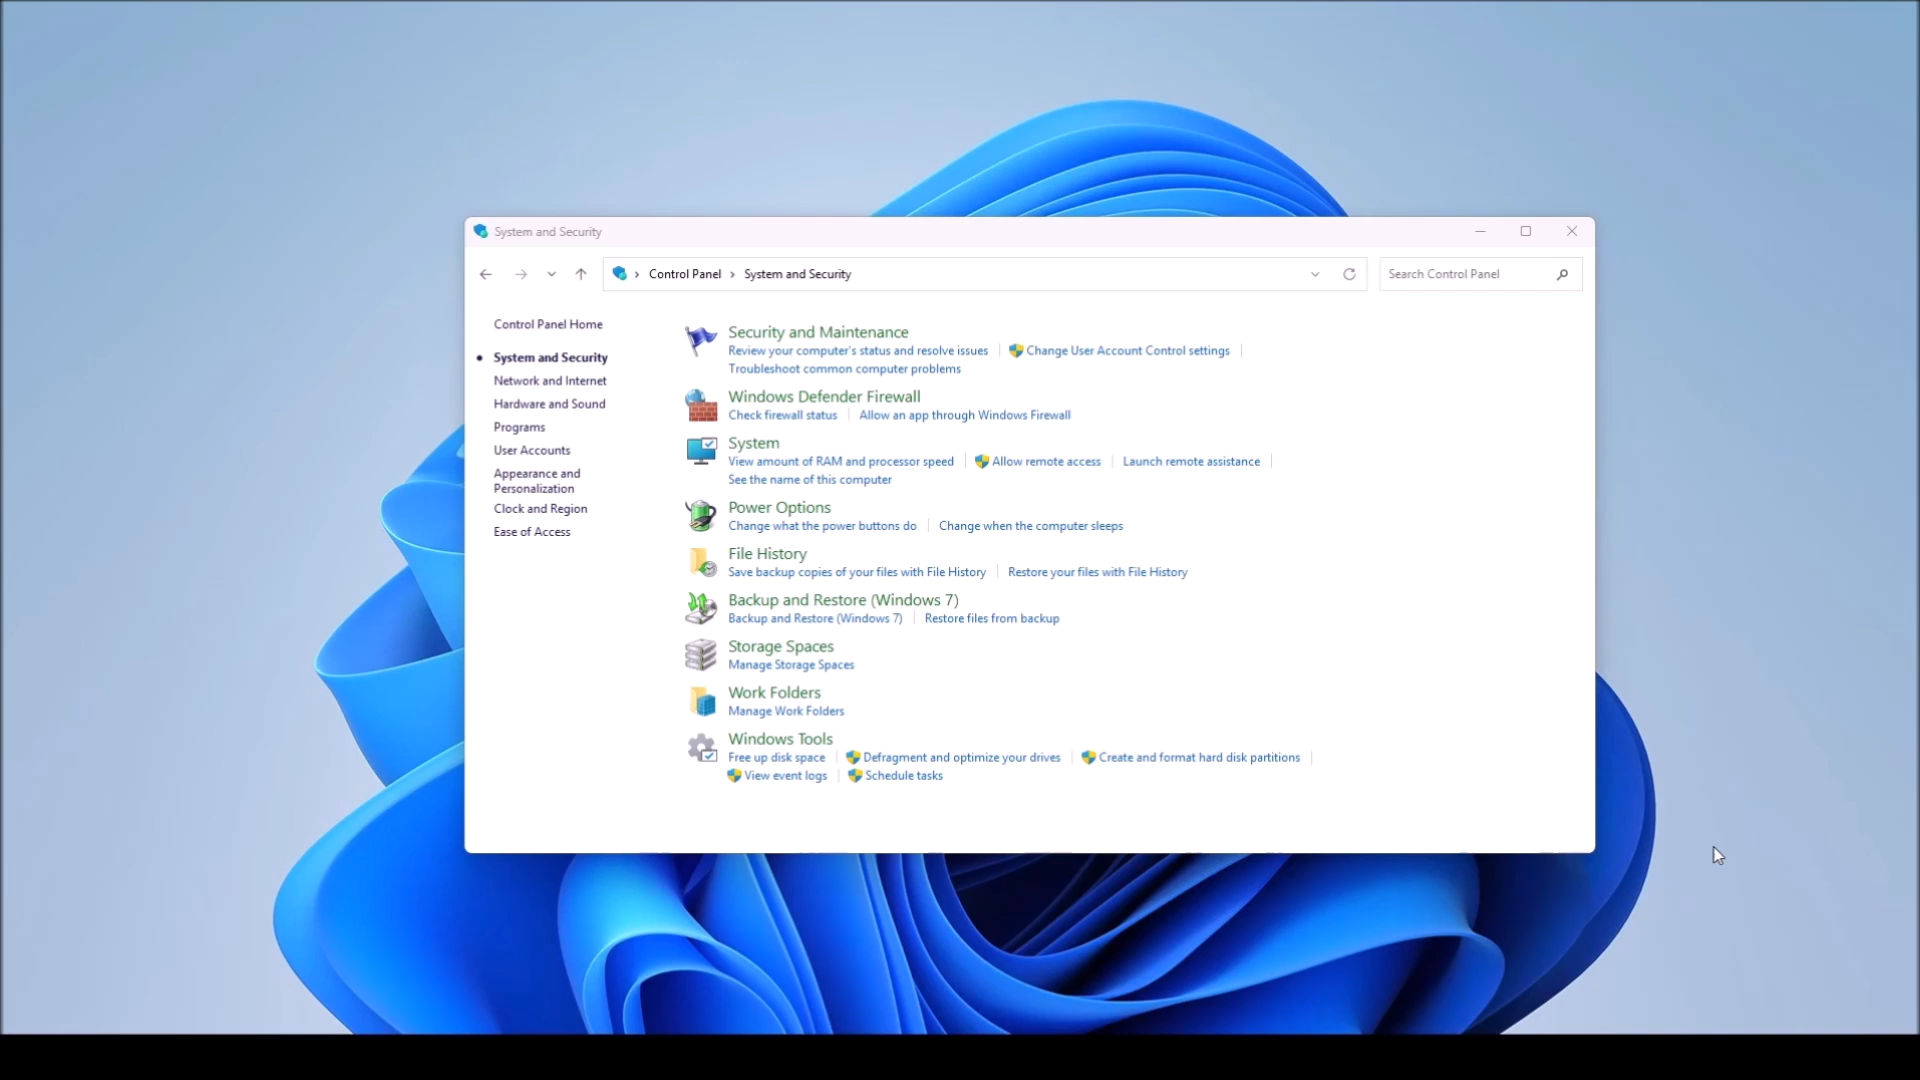 System and Security
Control Panel > System and Security
Search Control Panel
Control Panel Home
System and Security
Network and Internet
Hardware and Sound
Programs
User Accounts
Appearance and
Personalization
Clock and Region
Ease of Access
Security and Maintenance
Review your computer's status and resolve issues | Change User Account Control settings |
Troubleshoot common computer problems
Windows Defender Firewall
Check firewall status | Allow an app through Windows Firewall
System
View amount of RAM and processor speed | Allow remote access | Launch remote assistance |
See the name of this computer
Power Options
Change what the power buttons do | Change when the computer sleeps
File History
Save backup copies of your files with File History | Restore your files with File History
Backup and Restore (Windows 7)
Backup and Restore (Windows 7) | Restore files from backup
Storage Spaces
Manage Storage Spaces
Work Folders
Manage Work Folders
Windows Tools
Free up disk space | Defragment and optimize your drives | Create and format hard disk partitions |
View event logs | Schedule tasks